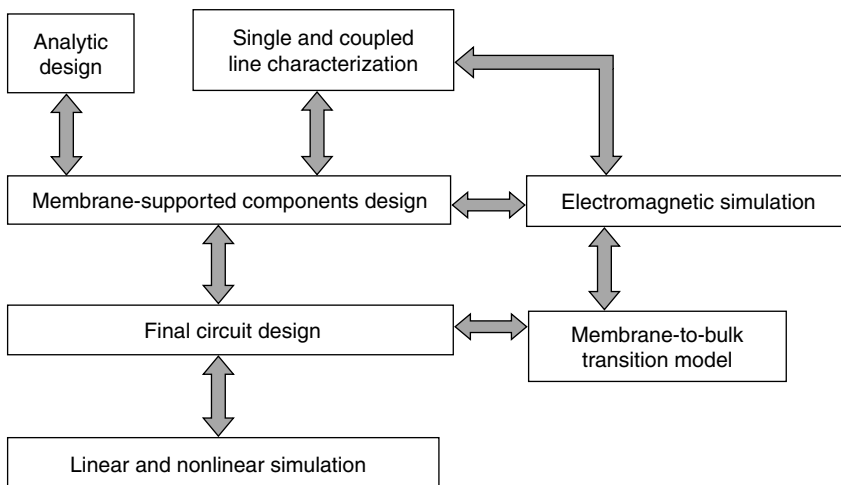 Analytic
design
Single and coupled
line characterization
Membrane-supported components design
Electromagnetic simulation
Final circuit design
Membrane-to-bulk
transition model
Linear and nonlinear simulation